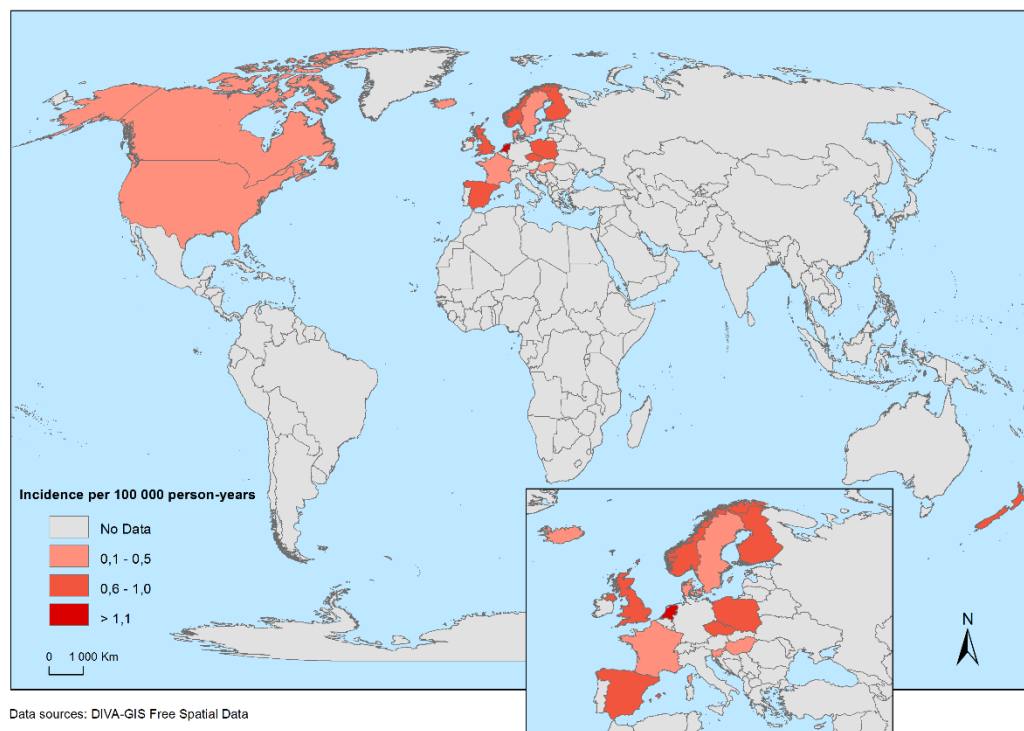 Incidence per 100 000 person-years
No Data
0,1 - 0,5
0,6 - 1,0
> 1,1
0 1 000 Km
N
Data sources: DIVA-GIS Free Spatial Data